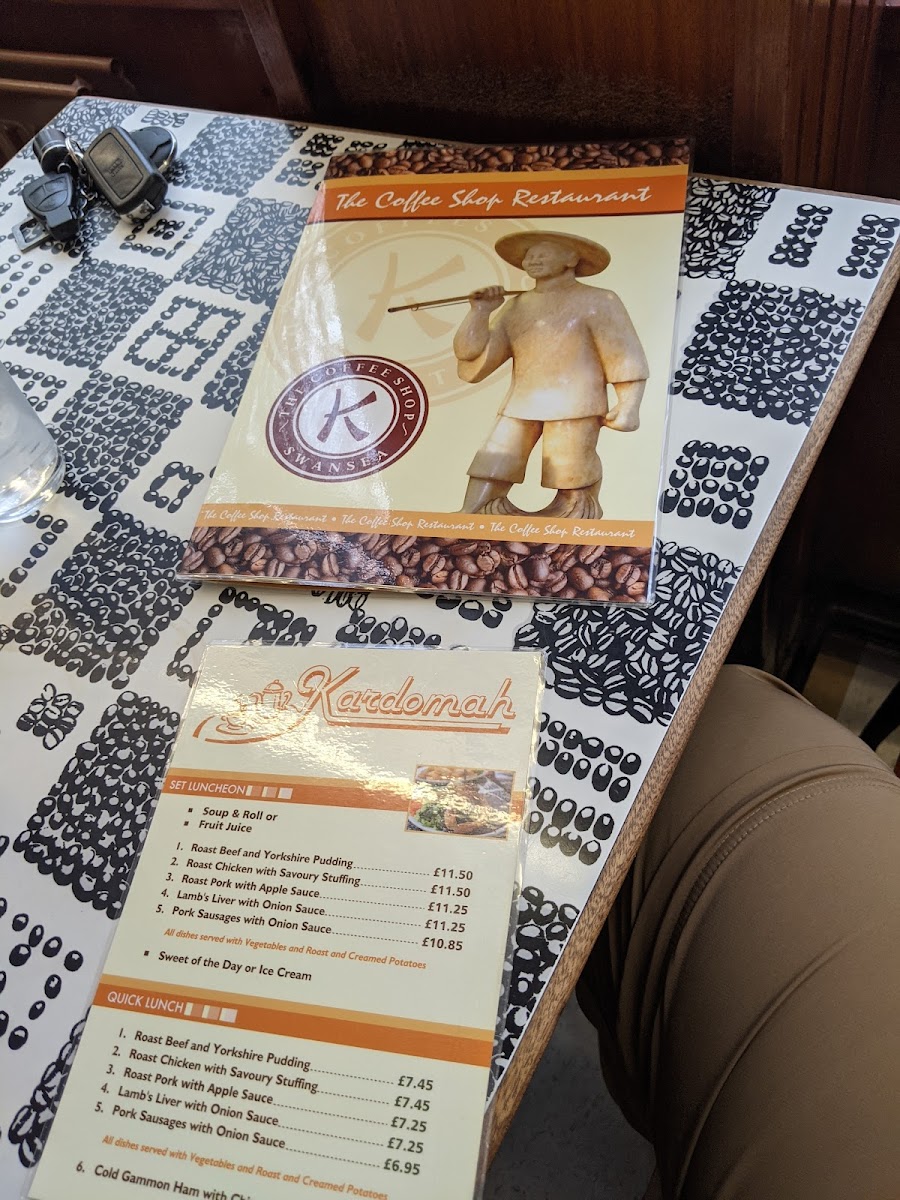 The Coffee Shop Restaurant
K
THE COFFEE SHOP
K
SWANSEA
The Coffee Shop Restaurant • The Coffee Shop Restaurant • The Coffee Shop Restaurant
Kardomah
SET LUNCHEON
▪ Soup & Roll or
▪ Fruit Juice
1. Roast Beef and Yorkshire Pudding £11.50
2. Roast Chicken with Savoury Stuffing £11.50
3. Roast Pork with Apple Sauce £11.25
4. Lamb's Liver with Onion Sauce £11.25
5. Pork Sausages with Onion Sauce £10.85
All dishes served with Vegetables and Roast and Creamed Potatoes
▪ Sweet of the Day or Ice Cream
QUICK LUNCH
1. Roast Beef and Yorkshire Pudding £7.45
2. Roast Chicken with Savoury Stuffing £7.45
3. Roast Pork with Apple Sauce £7.25
4. Lamb's Liver with Onion Sauce £7.25
5. Pork Sausages with Onion Sauce £6.95
All dishes served with Vegetables and Roast and Creamed Potatoes
6. Cold Gammon Ham with